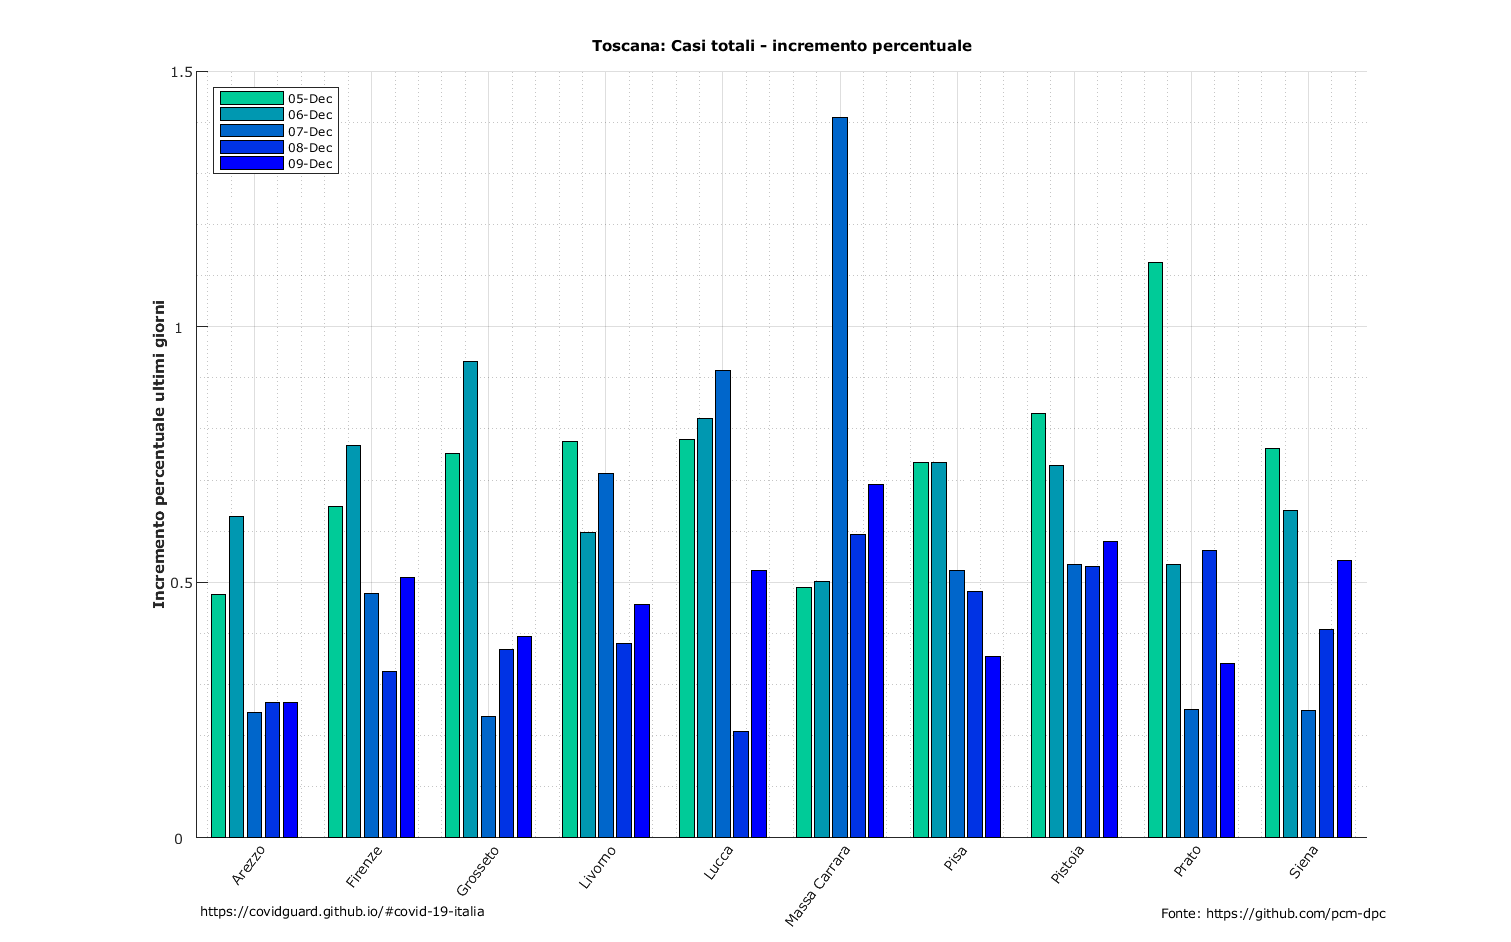 Toscana: Casi totali - incremento percentuale
1.5
05-Dec
06-Dec
07-Dec
08-Dec
09-Dec
Incremento percentuale ultimi giorni
1
0.5
0
Arezzo
Firenze
Grosseto
Livorno
Lucca
Massa Carrara
Pisa
Pistoia
Prato
Siena
https://covidguard.github.io/#covid-19-italia
Fonte: https://github.com/pcm-dpc